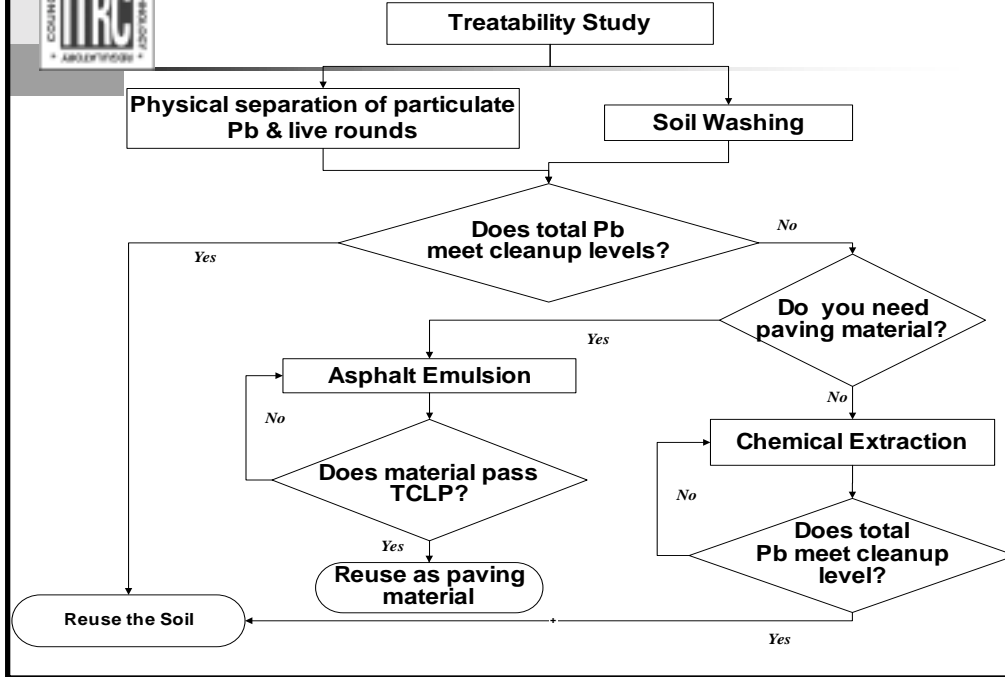 ITRC
REGULATORY
Treatability Study
Physical separation of particulate
Pb & live rounds
Soil Washing
Does total Pb
meet cleanup levels?
No
Yes
Do you need
paving material?
Yes
Asphalt Emulsion
No
No
Chemical Extraction
Does material pass
TCLP?
No
Does total
Pb meet cleanup
level?
Yes
Reuse as paving
material
Reuse the Soil
Yes